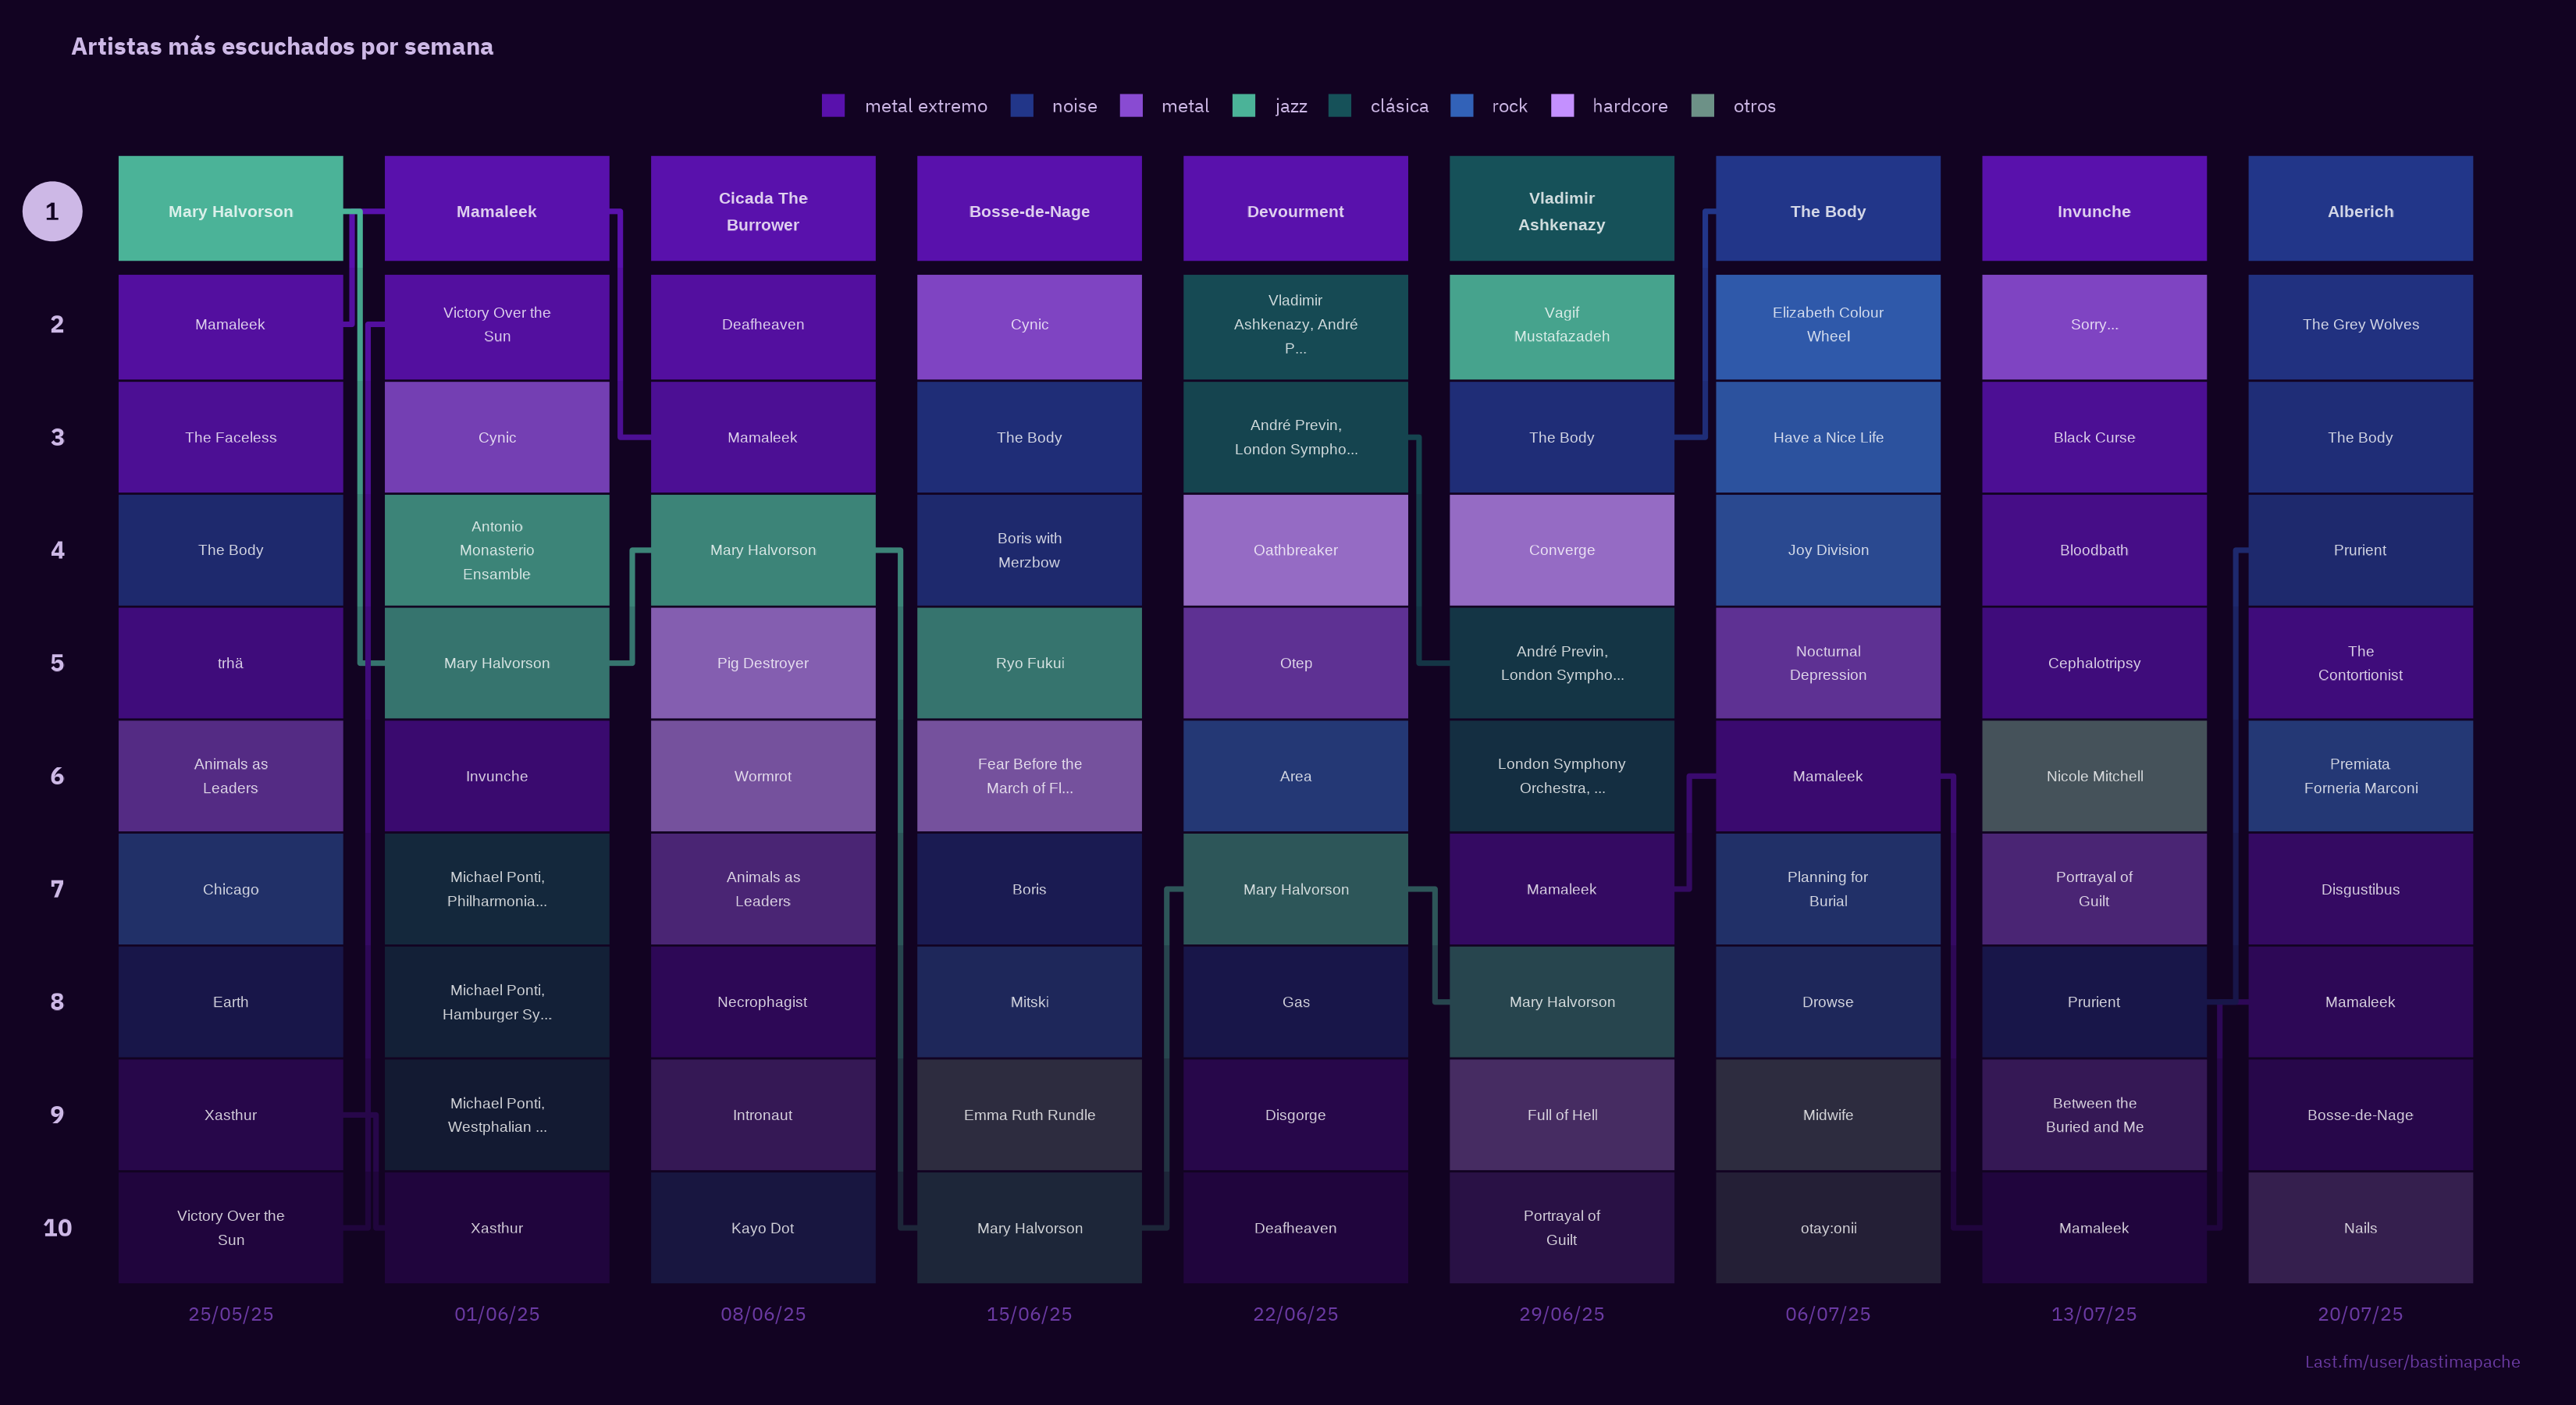 Artistas más escuchados por semana
metal extremo noise metal jazz clásica rock hardcore otros
1
Mary Halvorson
Mamaleek
Cicada The
Burrower
Bosse-de-Nage
Devourment
Vladimir
Ashkenazy
The Body
Invunche
Alberich
2
Mamaleek
Victory Over the
Sun
Deafheaven
Cynic
Vladimir
Ashkenazy, André
P...
Vagif
Mustafazadeh
Elizabeth Colour
Wheel
Sorry...
The Grey Wolves
3
The Faceless
Cynic
Mamaleek
The Body
André Previn,
London Sympho...
The Body
Have a Nice Life
Black Curse
The Body
4
The Body
Antonio
Monasterio
Ensamble
Mary Halvorson
Boris with
Merzbow
Oathbreaker
Converge
Joy Division
Bloodbath
Prurient
5
trhä
Mary Halvorson
Pig Destroyer
Ryo Fukui
Otep
André Previn,
London Sympho...
Nocturnal
Depression
Cephalotripsy
The
Contortionist
6
Animals as
Leaders
Invunche
Wormrot
Fear Before the
March of Fl...
Area
London Symphony
Orchestra, ...
Mamaleek
Nicole Mitchell
Premiata
Forneria Marconi
7
Chicago
Michael Ponti,
Philharmonia...
Animals as
Leaders
Boris
Mary Halvorson
Mamaleek
Planning for
Burial
Portrayal of
Guilt
Disgustibus
8
Earth
Michael Ponti,
Hamburger Sy...
Necrophagist
Mitski
Gas
Mary Halvorson
Drowse
Prurient
Mamaleek
9
Xasthur
Michael Ponti,
Westphalian ...
Intronaut
Emma Ruth Rundle
Disgorge
Full of Hell
Midwife
Between the
Buried and Me
Bosse-de-Nage
10
Victory Over the
Sun
Xasthur
Kayo Dot
Mary Halvorson
Deafheaven
Portrayal of
Guilt
otay:onii
Mamaleek
Nails
25/05/25 01/06/25 08/06/25 15/06/25 22/06/25 29/06/25 06/07/25 13/07/25 20/07/25
Last.fm/user/bastimapache